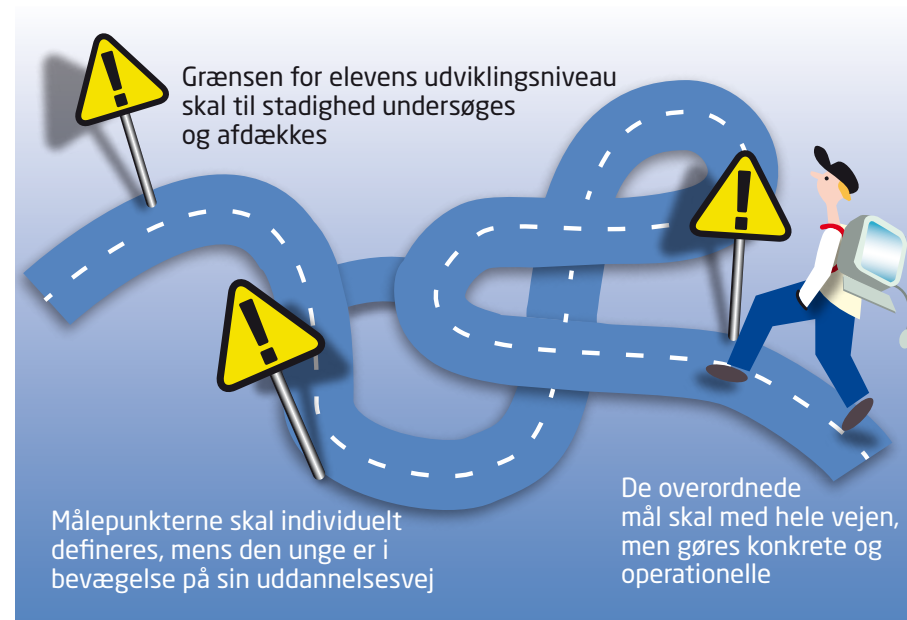 Grænsen for elevens udviklingsniveau
skal til stadighed undersøges
og afdækkes
Målepunkterne skal individuelt
defineres, mens den unge er i
bevægelse på sin uddannelsesvej
De overordnede
mål skal med hele vejen,
men gøres konkrete og
operationelle